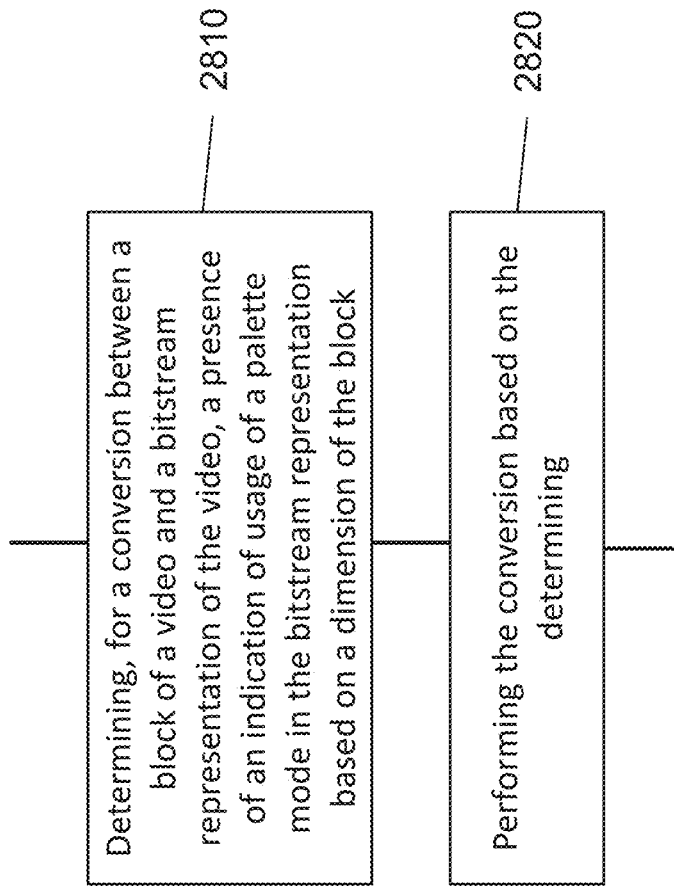 Determining, for a conversion between a
block of a video and a bitstream
representation of the video, a presence
of an indication of usage of a palette
mode in the bitstream representation
based on a dimension of the block
2810
Performing the conversion based on the
determining
2820